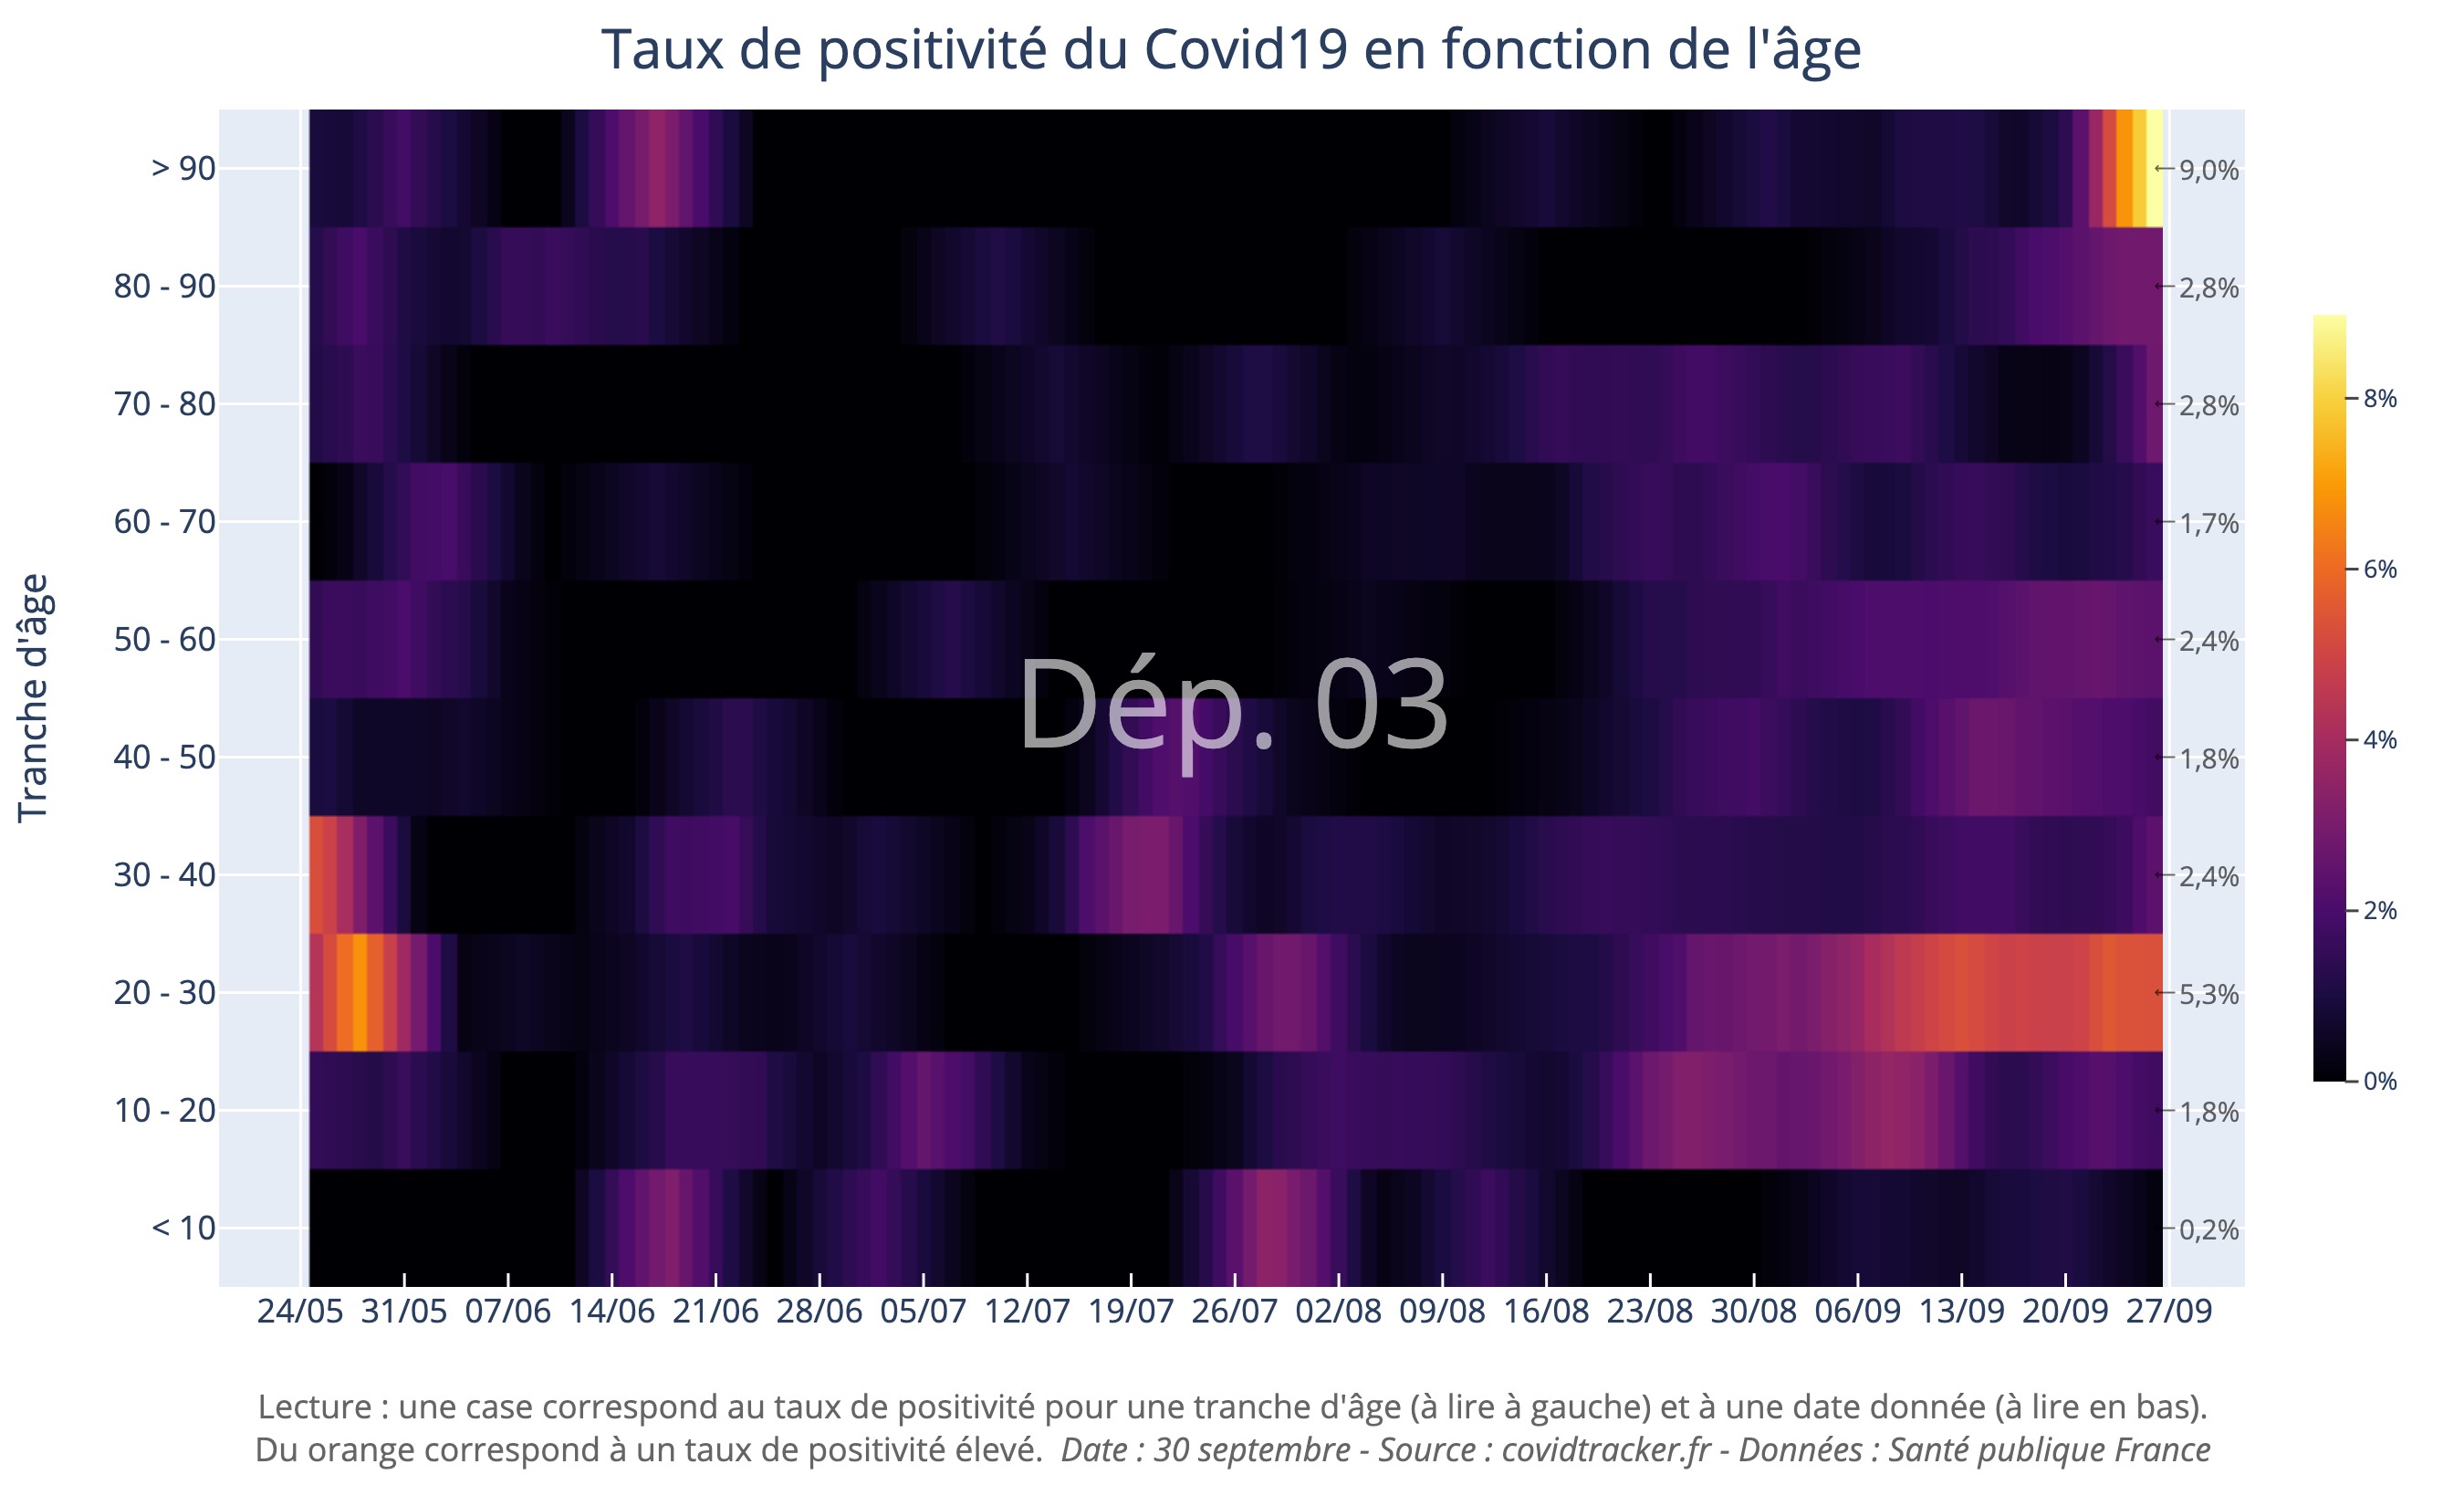 Taux de positivité du Covid19 en fonction de l'âge
Tranche d'âge
> 90
80 - 90
70 - 80
60 - 70
50 - 60
40 - 50
30 - 40
20 - 30
10 - 20
< 10
Dép. 03
9,0%
2,8%
2,8%
1,7%
2,4%
1,8%
2,4%
5,3%
1,8%
0,2%
8%
6%
4%
2%
0%
24/05 31/05 07/06 14/06 21/06 28/06 05/07 12/07 19/07 26/07 02/08 09/08 16/08 23/08 30/08 06/09 13/09 20/09 27/09
Lecture : une case correspond au taux de positivité pour une tranche d'âge (à lire à gauche) et à une date donnée (à lire en bas).
Du orange correspond à un taux de positivité élevé. Date : 30 septembre - Source : covidtracker.fr - Données : Santé publique France